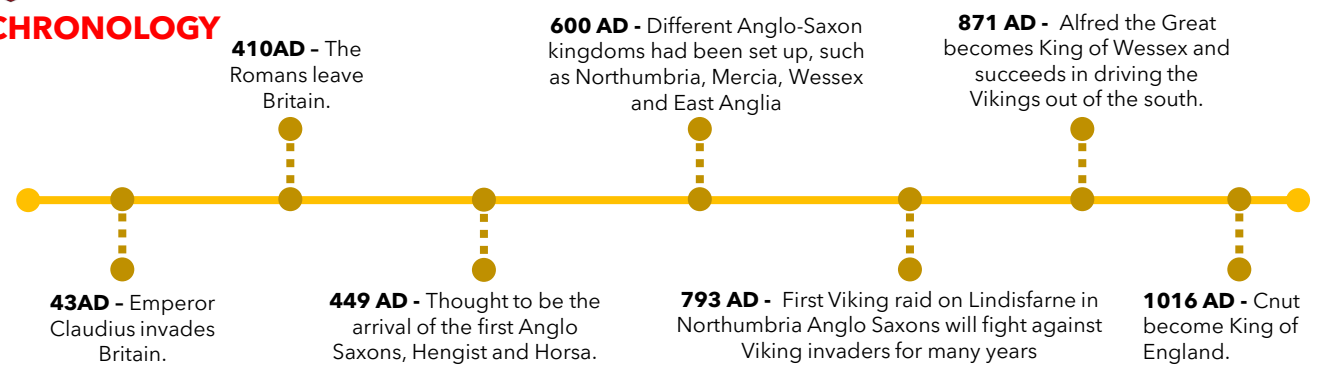 CHRONOLOGY
410AD – The
Romans leave
Britain.
600 AD - Different Anglo-Saxon
kingdoms had been set up, such
as Northumbria, Mercia, Wessex
and East Anglia
871 AD - Alfred the Great
becomes King of Wessex and
succeeds in driving the
Vikings out of the south.
43AD – Emperor
Claudius invades
Britain.
449 AD - Thought to be the
arrival of the first Anglo
Saxons, Hengist and Horsa.
793 AD - First Viking raid on Lindisfarne in
Northumbria Anglo Saxons will fight against
Viking invaders for many years
1016 AD - Cnut
become King of
England.